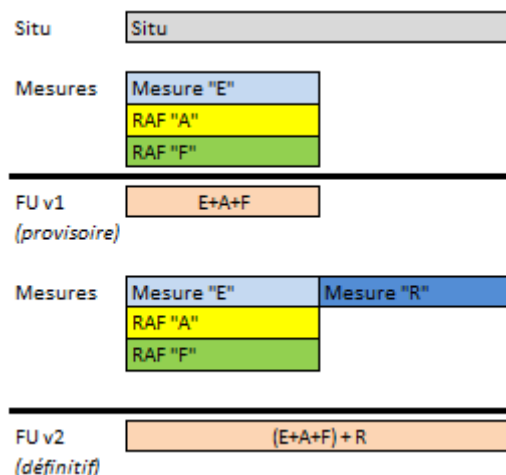 Situ Situ
Mesures Mesure "E"
RAF "A"
RAF "F"
FU v1 E+A+F
(provisoire)
Mesures Mesure "E" Mesure "R"
RAF "A"
RAF "F"
FU v2 (E+A+F) + R
(définitif)